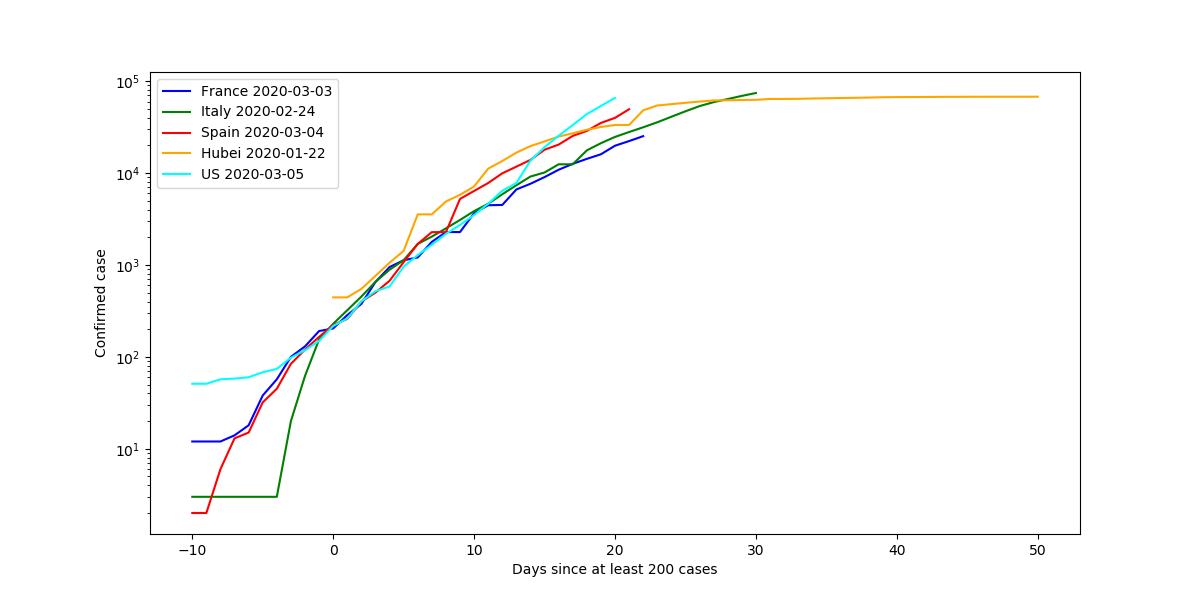 France 2020-03-03
Italy 2020-02-24
Spain 2020-03-04
Hubei 2020-01-22
US 2020-03-05
10^5
10^4
10^3
10^2
10^1
Confirmed case
−10 0 10 20 30 40 50
Days since at least 200 cases